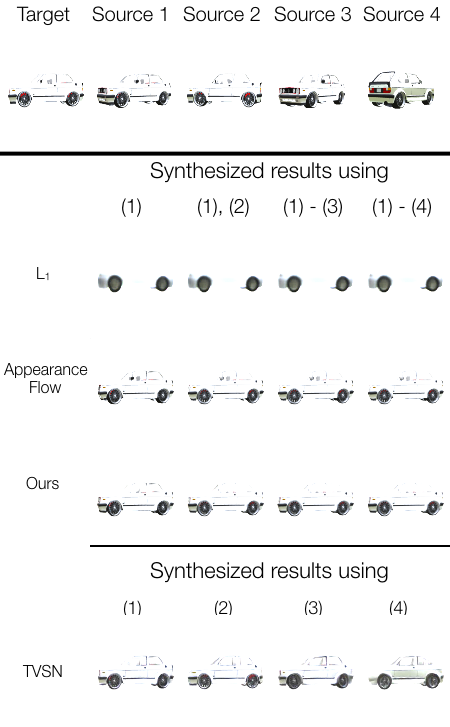 Target Source 1 Source 2 Source 3 Source 4
Synthesized results using
(1) (1), (2) (1) - (3) (1) - (4)
L₁
Appearance
Flow
Ours
Synthesized results using
(1) (2) (3) (4)
TVSN